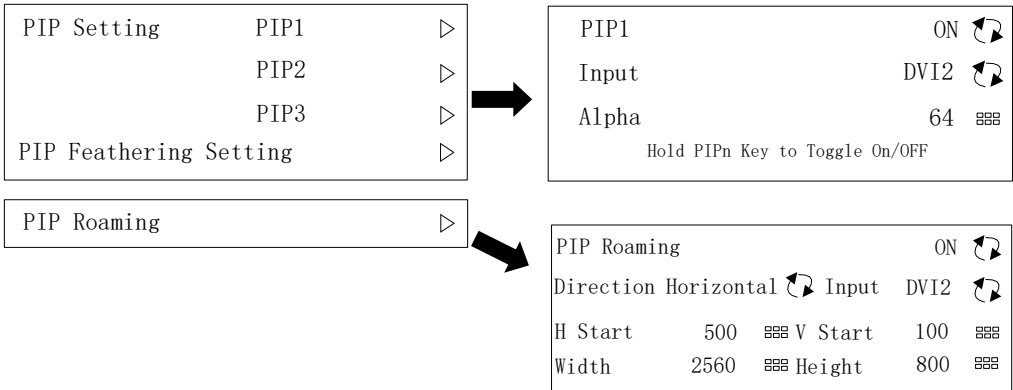 PIP Setting PIP1
PIP2
PIP3
PIP Feathering Setting
PIP1 ON
Input DVI2
Alpha 64
Hold PIPn Key to Toggle On/OFF
PIP Roaming
PIP Roaming ON
Direction Horizontal Input DVI2
H Start 500 V Start 100
Width 2560 Height 800